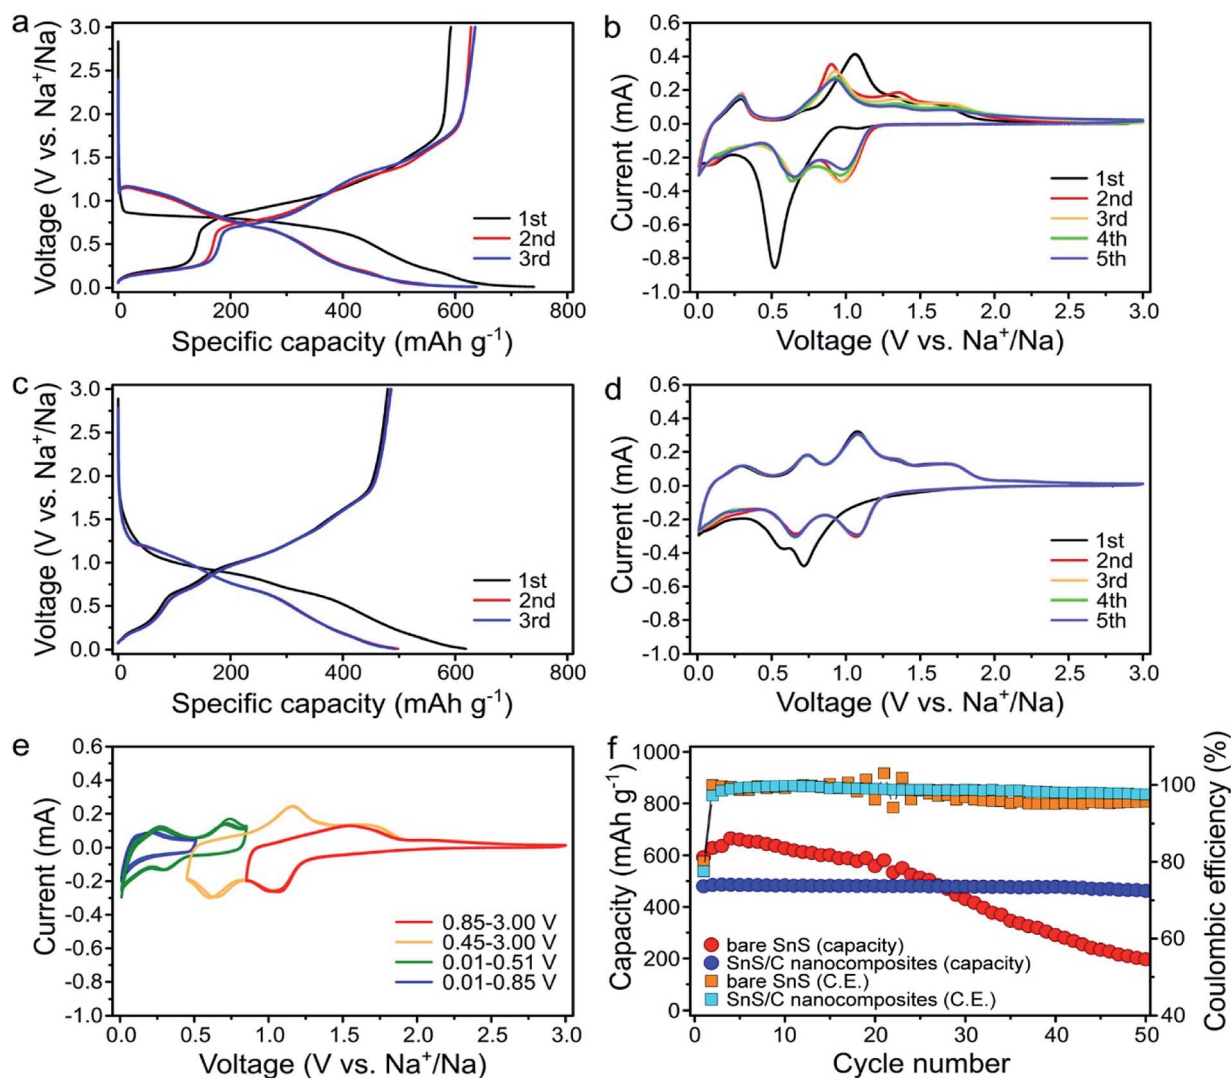 a
3.0
2.5
2.0
1.5
1.0
0.5
0.0
Voltage (V vs. Na⁺/Na)
1st
2nd
3rd
0 200 400 600 800
Specific capacity (mAh g⁻¹)
b
0.6
0.4
0.2
0.0
-0.2
-0.4
-0.6
-0.8
-1.0
Current (mA)
1st
2nd
3rd
4th
5th
0.0 0.5 1.0 1.5 2.0 2.5 3.0
Voltage (V vs. Na⁺/Na)
c
3.0
2.5
2.0
1.5
1.0
0.5
0.0
Voltage (V vs. Na⁺/Na)
1st
2nd
3rd
0 200 400 600 800
Specific capacity (mAh g⁻¹)
d
0.6
0.4
0.2
0.0
-0.2
-0.4
-0.6
-0.8
-1.0
Current (mA)
1st
2nd
3rd
4th
5th
0.0 0.5 1.0 1.5 2.0 2.5 3.0
Voltage (V vs. Na⁺/Na)
e
0.6
0.4
0.2
0.0
-0.2
-0.4
-0.6
-0.8
-1.0
Current (mA)
0.85-3.00 V
0.45-3.00 V
0.01-0.51 V
0.01-0.85 V
0.0 0.5 1.0 1.5 2.0 2.5 3.0
Voltage (V vs. Na⁺/Na)
f
1000
800
600
400
200
0
Capacity (mAh g⁻¹)
bare SnS (capacity)
SnS/C nanocomposites (capacity)
bare SnS (C.E.)
SnS/C nanocomposites (C.E.)
100
80
60
40
Coulombic efficiency (%)
0 10 20 30 40 50
Cycle number